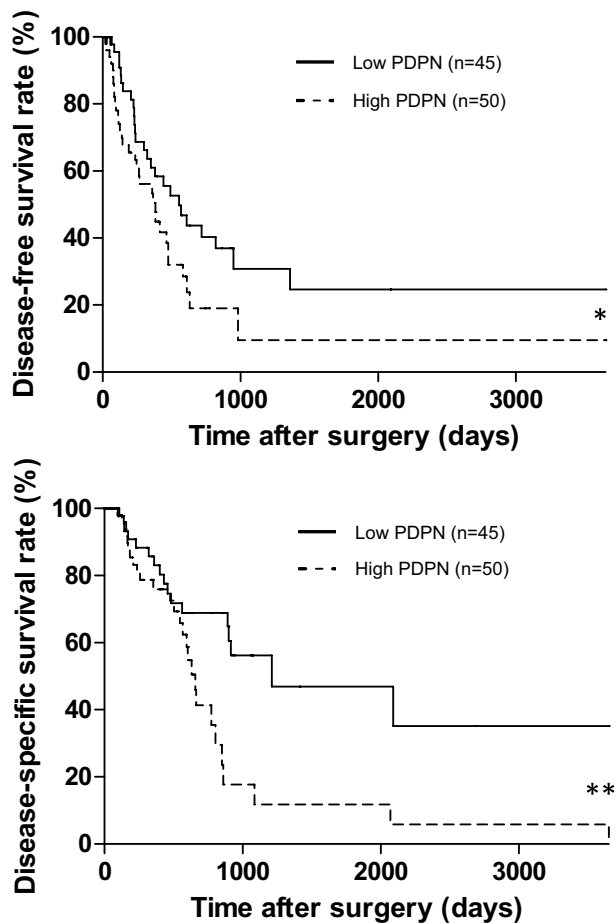 Disease-free survival rate (%)
100
80
60
40
20
0
Low PDPN (n=45)
High PDPN (n=50)
*
0
1000
2000
3000
Time after surgery (days)
Disease-specific survival rate (%)
100
80
60
40
20
0
Low PDPN (n=45)
High PDPN (n=50)
**
0
1000
2000
3000
Time after surgery (days)